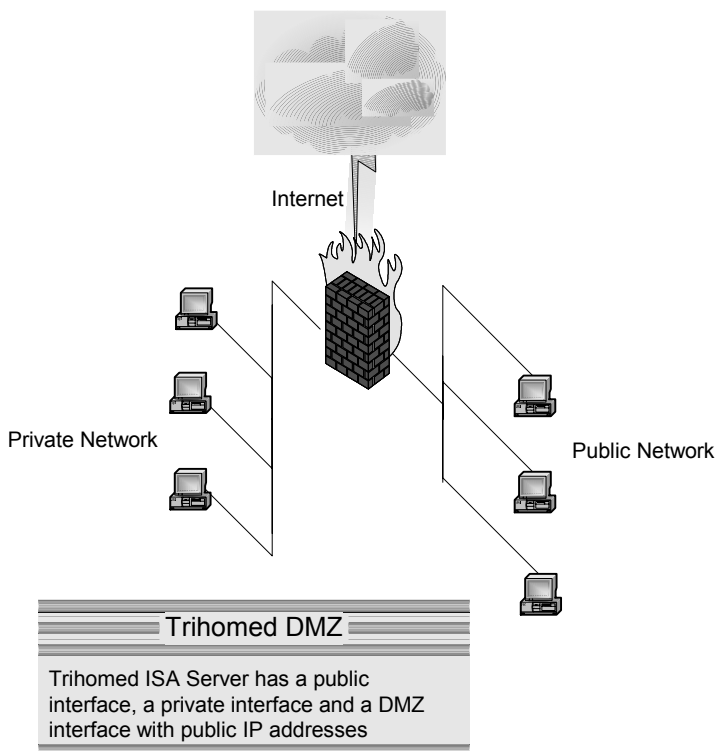 Internet
Private Network
Public Network
Trihomed DMZ
Trihomed ISA Server has a public
interface, a private interface and a DMZ
interface with public IP addresses